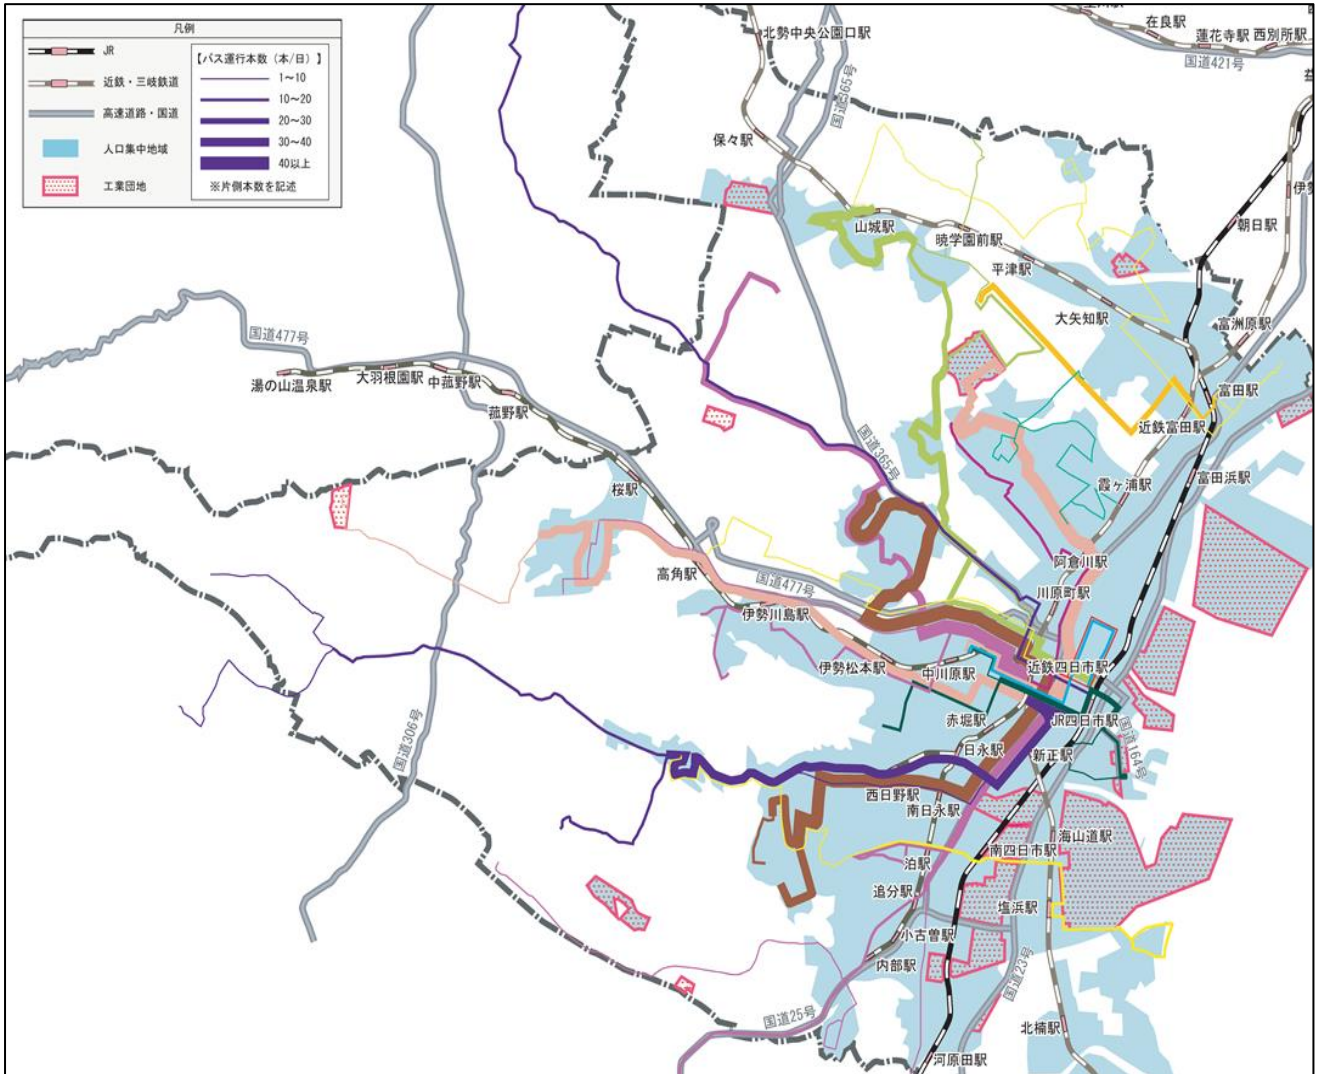 凡例
JR
近鉄・三岐鉄道
高速道路・国道
人口集中地域
工業団地
【バス運行本数（本/日）】
1～10
10～20
20～30
30～40
40以上
※片側本数を記述
北勢中央公園口駅
在良駅
蓮花寺駅
西別所駅
国道421号
国道365号
保々駅
山城駅
暁学園前駅
平津駅
朝日駅
伊勢
大矢知駅
富洲原駅
国道477号
湯の山温泉駅
大羽根園駅
中菰野駅
菰野駅
富田駅
近鉄富田駅
国道365号
富田浜駅
霞ヶ浦駅
桜駅
高角駅
国道477号
阿倉川駅
川原町駅
伊勢川島駅
伊勢松本駅
中川原駅
近鉄四日市駅
赤堀駅
JR四日市駅
国道164号
国道306号
日永駅
新正駅
西日野駅
南日永駅
海山道駅
南四日市駅
泊駅
追分駅
塩浜駅
小古曽駅
内部駅
国道23号
国道25号
北楠駅
河原田駅